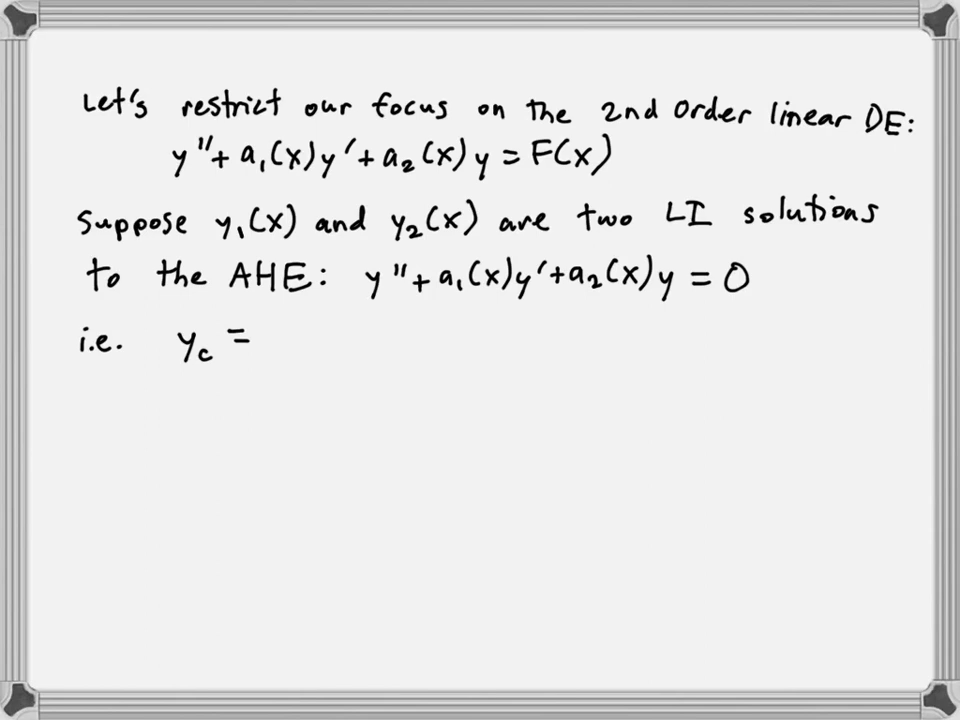 Let's restrict our focus on the 2nd order linear DE:
y" + a₁(x)y' + a₂(x)y = F(x)
Suppose y₁(x) and y₂(x) are two LI solutions
to the AHE: y" + a₁(x)y' + a₂(x)y = 0
i.e. y_c =